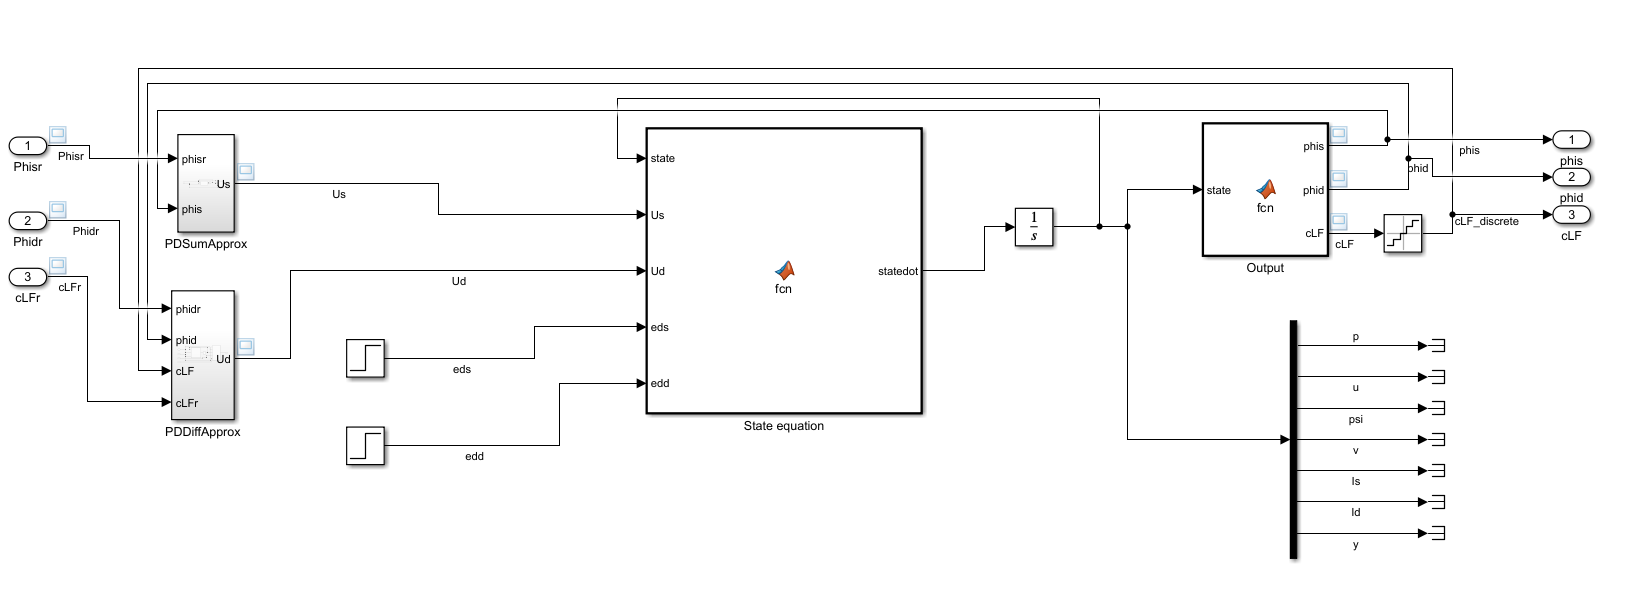 1
Phisr
Phisr
2
Phidr
Phidr
3
cLFr
cLFr
phisr
phis
Us
PDSumApprox
Us
phidr
phid
cLF
cLFr
Ud
PDDiffApprox
Ud
eds
edd
state
Us
Ud
eds
edd
fcn
statedot
State equation
1
s
state
fcn
phis
phid
cLF
Output
cLF
phis
phid
cLF_discrete
1
phis
2
phid
3
cLF
p
u
psi
v
Is
Id
y